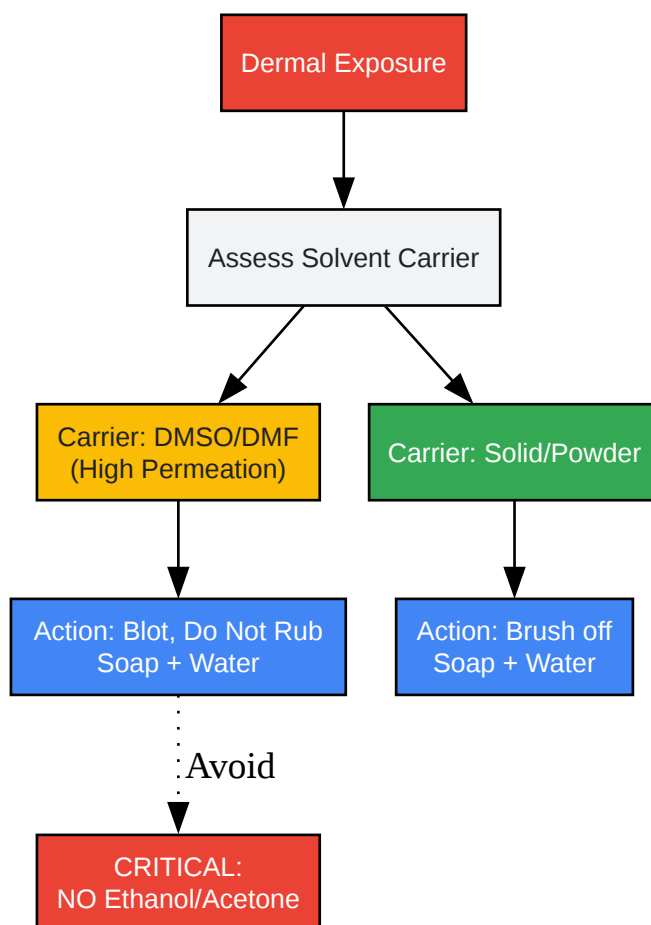 Dermal Exposure
Assess Solvent Carrier
Carrier: DMSO/DMF
(High Permeation)
Carrier: Solid/Powder
Action: Blot, Do Not Rub
Soap + Water
Action: Brush off
Soap + Water
Avoid
CRITICAL:
NO Ethanol/Acetone